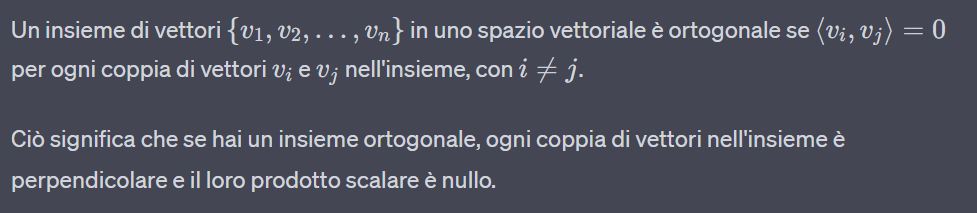 Un insieme di vettori {v₁, v₂, . . . , vₙ} in uno spazio vettoriale è ortogonale se ⟨vᵢ, vⱼ⟩ = 0
per ogni coppia di vettori vᵢ e vⱼ nell'insieme, con i ≠ j.
Ciò significa che se hai un insieme ortogonale, ogni coppia di vettori nell'insieme è
perpendicolare e il loro prodotto scalare è nullo.